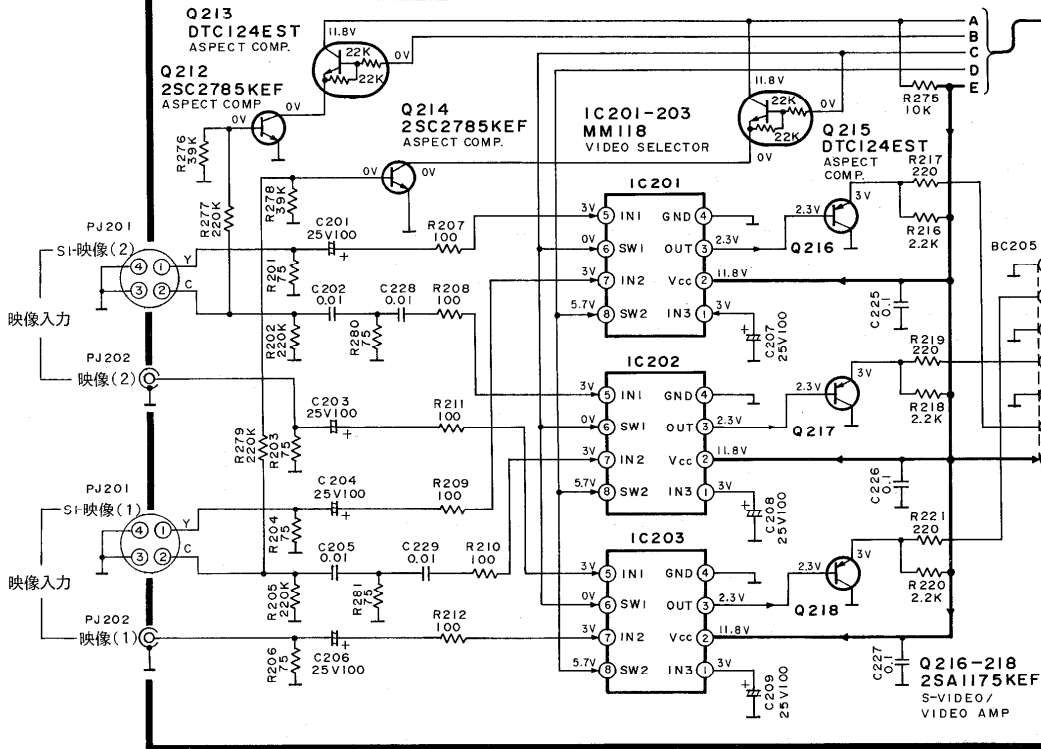 Q213
DTC124EST
ASPECT COMP.
11.8V
0V
22K
22K
A
B
C
D
E
Q212
2SC2785KEF
ASPECT COMP
0V
0V
Q214
2SC2785KEF
ASPECT COMP.
0V
0V
IC201-203
MM118
VIDEO SELECTOR
11.8V
22K
22K
0V
0V
Q215
DTC124EST
ASPECT
COMP.
R275
10K
R276
39K
R277
220K
R278
39K
PJ201
S1-映像(2)
4
1
3
2
Y
C
映像入力
PJ202
映像(2)
C201
25V100
+
R207
100
R201
75
C202
0.01
C228
0.01
R208
100
R202
220K
R280
75
IC201
3V
5
IN1
GND
4
0V
6
SW1
OUT
3
2.3V
3V
7
IN2
Vcc
2
11.8V
5.7V
8
SW2
IN3
1
3V
+
C207
25V100
2.3V
3V
Q216
R217
220
R216
2.2K
BC205
C225
0.1
C203
25V100
+
R211
100
R279
220K
R203
75
IC202
3V
5
IN1
GND
4
0V
6
SW1
OUT
3
2.3V
3V
7
IN2
Vcc
2
11.8V
5.7V
8
SW2
IN3
1
3V
+
C208
25V100
2.3V
3V
Q217
R219
220
R218
2.2K
C226
0.1
PJ201
S1-映像(1)
4
1
3
2
Y
C
映像入力
PJ202
映像(1)
C204
25V100
+
R209
100
R204
75
C205
0.01
C229
0.01
R210
100
R205
220K
R281
75
R212
100
R206
75
C206
25V100
+
IC203
3V
5
IN1
GND
4
0V
6
SW1
OUT
3
2.3V
3V
7
IN2
Vcc
2
11.8V
5.7V
8
SW2
IN3
1
3V
+
C209
25V100
2.3V
3V
Q218
R221
220
R220
2.2K
C227
0.1
Q216-218
2SA1175KEF
S-VIDEO/
VIDEO AMP